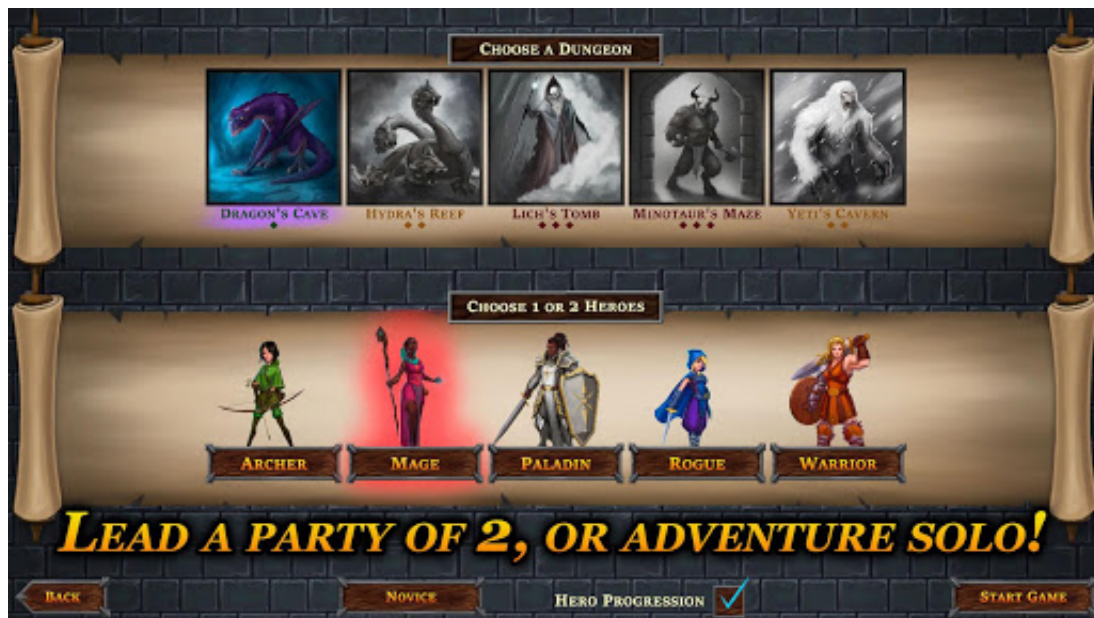 Choose a Dungeon
Dragon's Cave
Hydra's Reef
Lich's Tomb
Minotaur's Maze
Yeti's Cavern
Choose 1 or 2 Heroes
Archer
Mage
Paladin
Rogue
Warrior
Lead a party of 2, or adventure solo!
Back
Novice
Hero Progression
Start Game